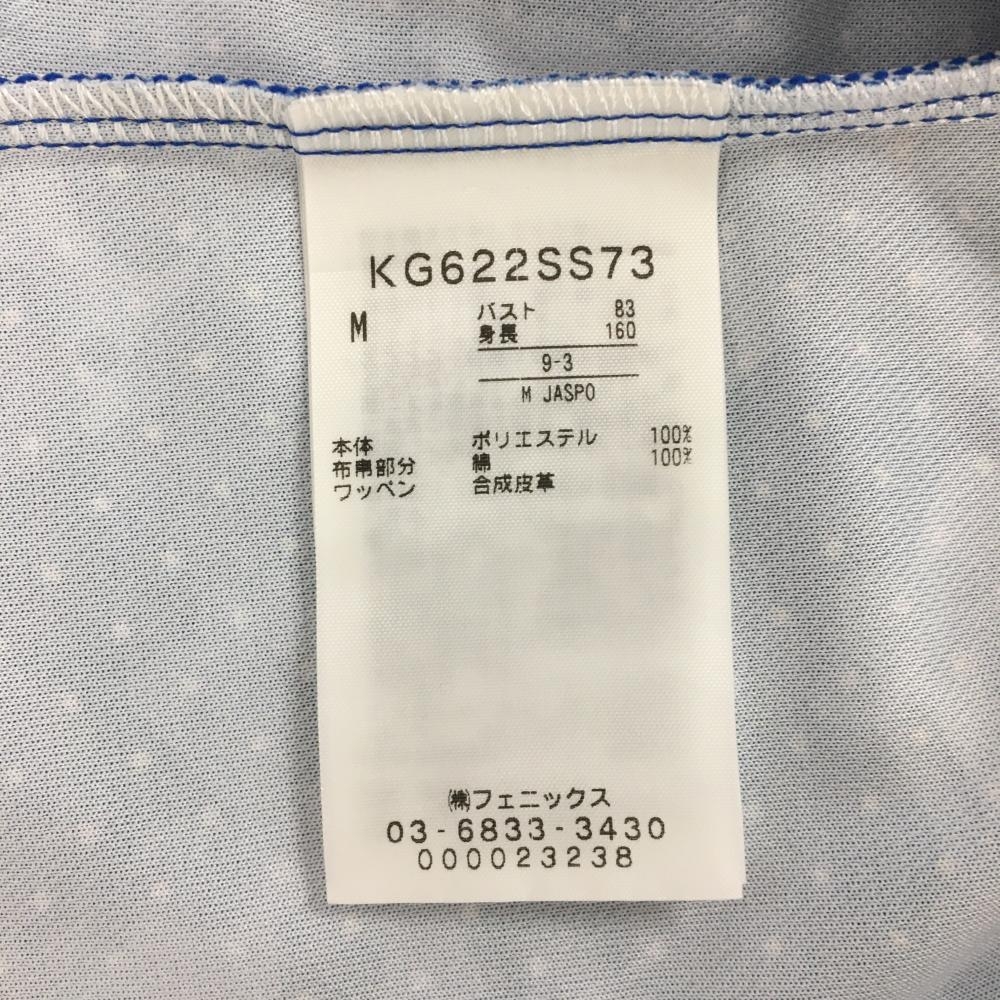 KG622SS73
M バスト 83
身長 160
9-3
M JASPO
本体 ポリエステル 100%
布帛部分 綿 100%
ワッペン 合成皮革
㈱フェニックス
03-6833-3430
000023238